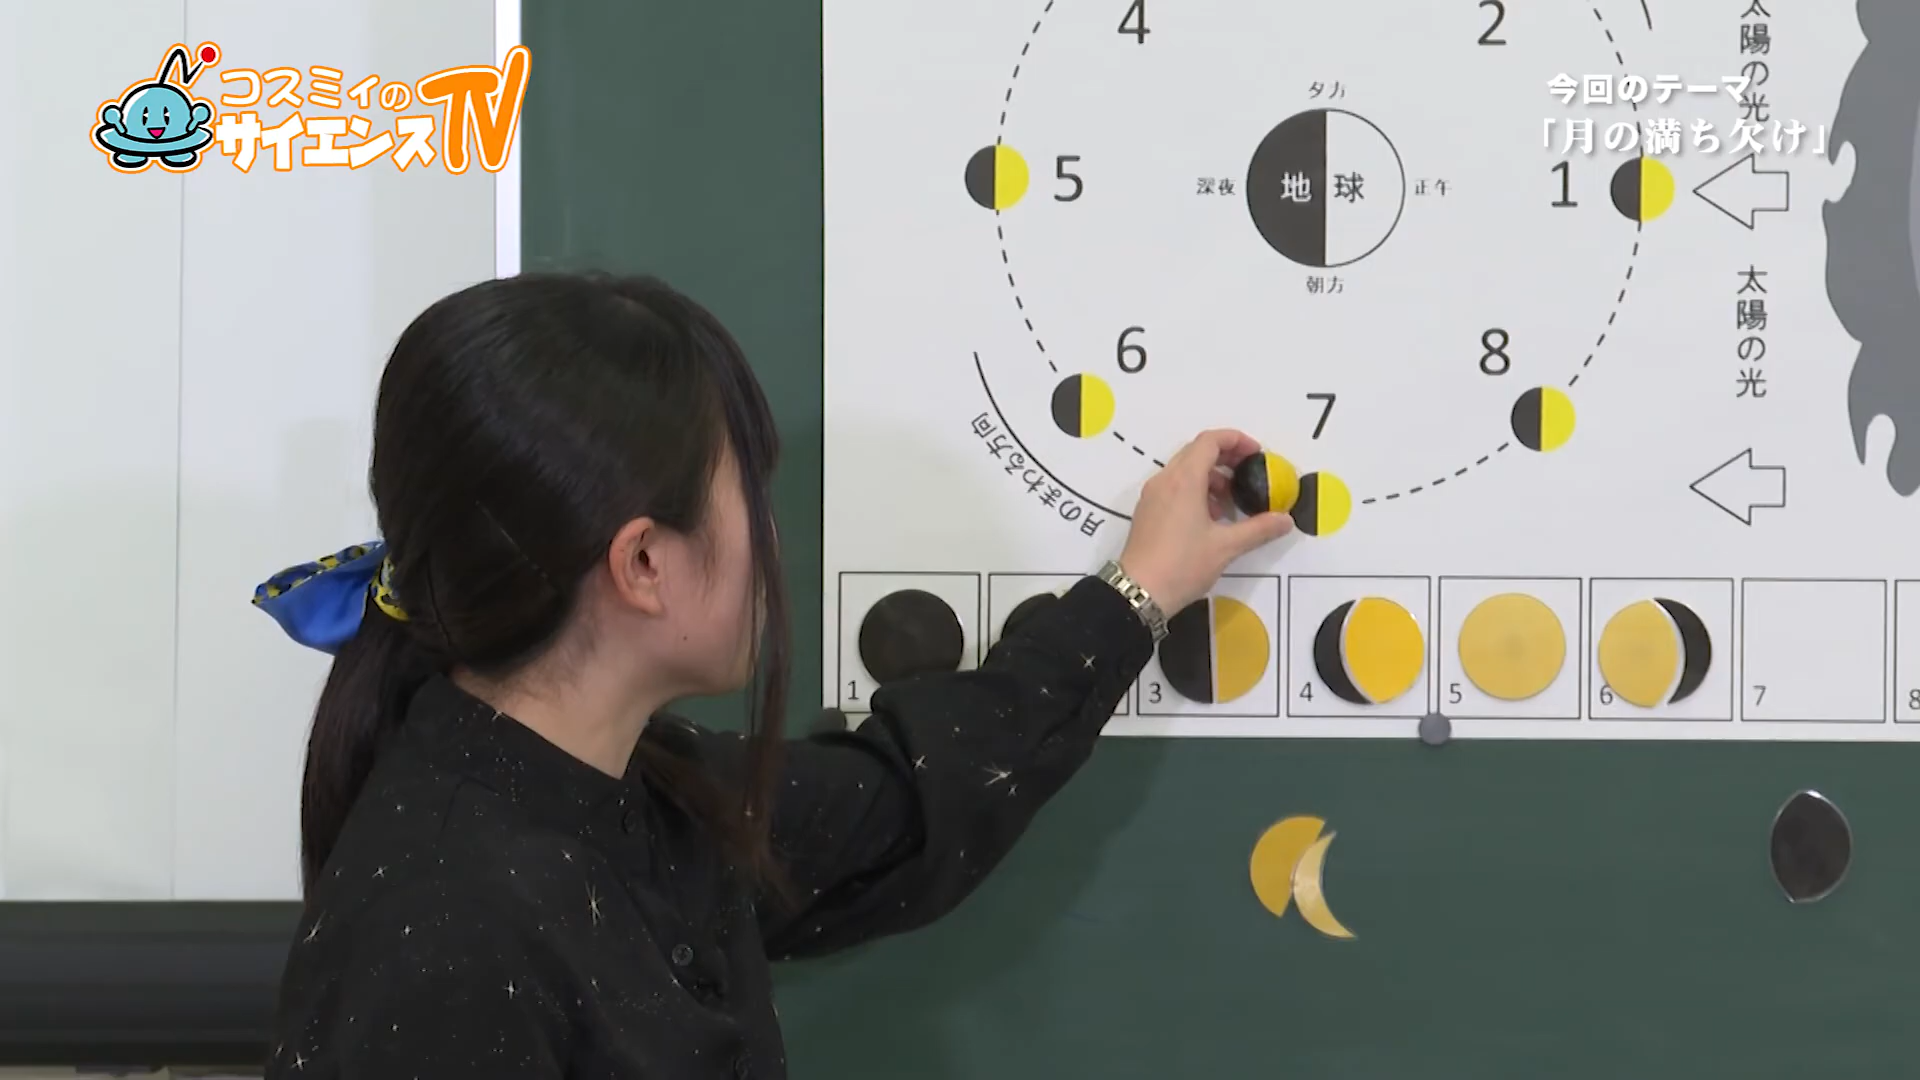 コスミィの
サイエンスTV
今回のテーマ
「月の満ち欠け」
4
2
太陽の光
夕方
5
深夜
地球
正午
1
朝方
太陽の光
6
8
7
月のまわる方向
1
3
4
5
6
7
8